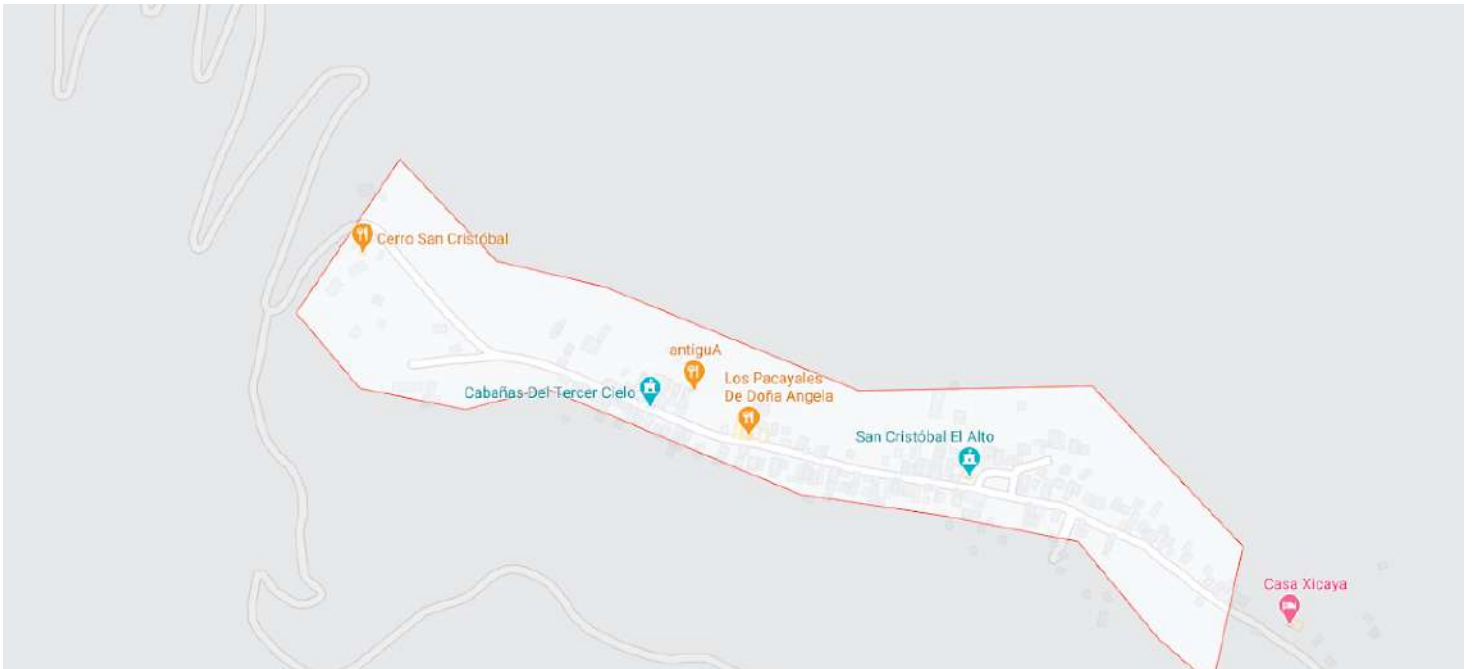 Cerro San Cristóbal
antiguA
Cabañas Del Tercer Cielo
Los Pacayales
De Doña Angela
San Cristóbal El Alto
Casa Xicaya